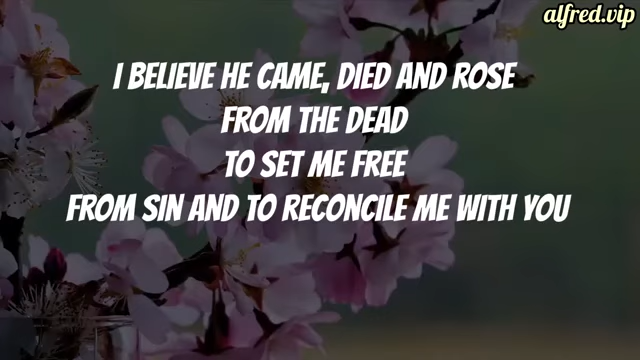 alfred.vip
I BELIEVE HE CAME, DIED AND ROSE
FROM THE DEAD
TO SET ME FREE
FROM SIN AND TO RECONCILE ME WITH YOU